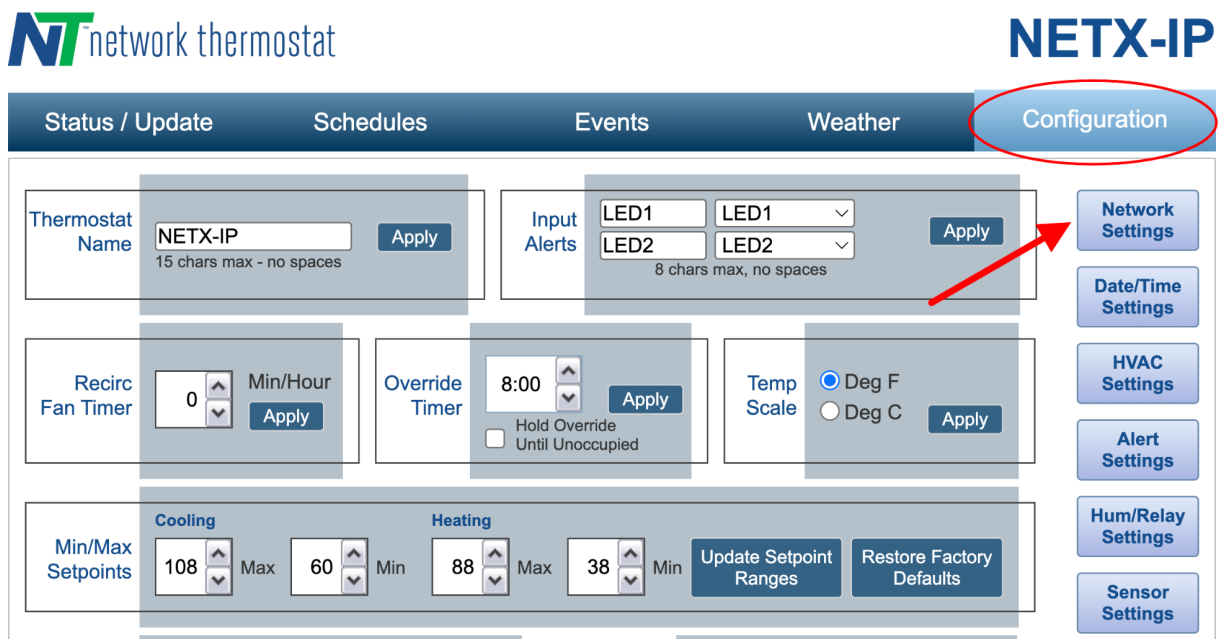 NT™ network thermostat
NETX-IP
Status / Update Schedules Events Weather Configuration
Thermostat
Name
NETX-IP
Apply
15 chars max - no spaces
Input
Alerts
LED1 LED1
LED2 LED2
Apply
8 chars max, no spaces
Network
Settings
Date/Time
Settings
Recirc
Fan Timer
0
Min/Hour
Apply
Override
Timer
8:00
Apply
Hold Override
Until Unoccupied
Temp
Scale
Deg F
Deg C
Apply
HVAC
Settings
Alert
Settings
Min/Max
Setpoints
Cooling
108 Max 60 Min
Heating
88 Max 38 Min
Update Setpoint
Ranges
Restore Factory
Defaults
Hum/Relay
Settings
Sensor
Settings